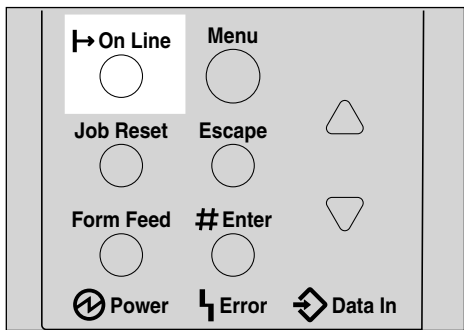 On Line Menu
Job Reset Escape
Form Feed # Enter
Power Error Data In